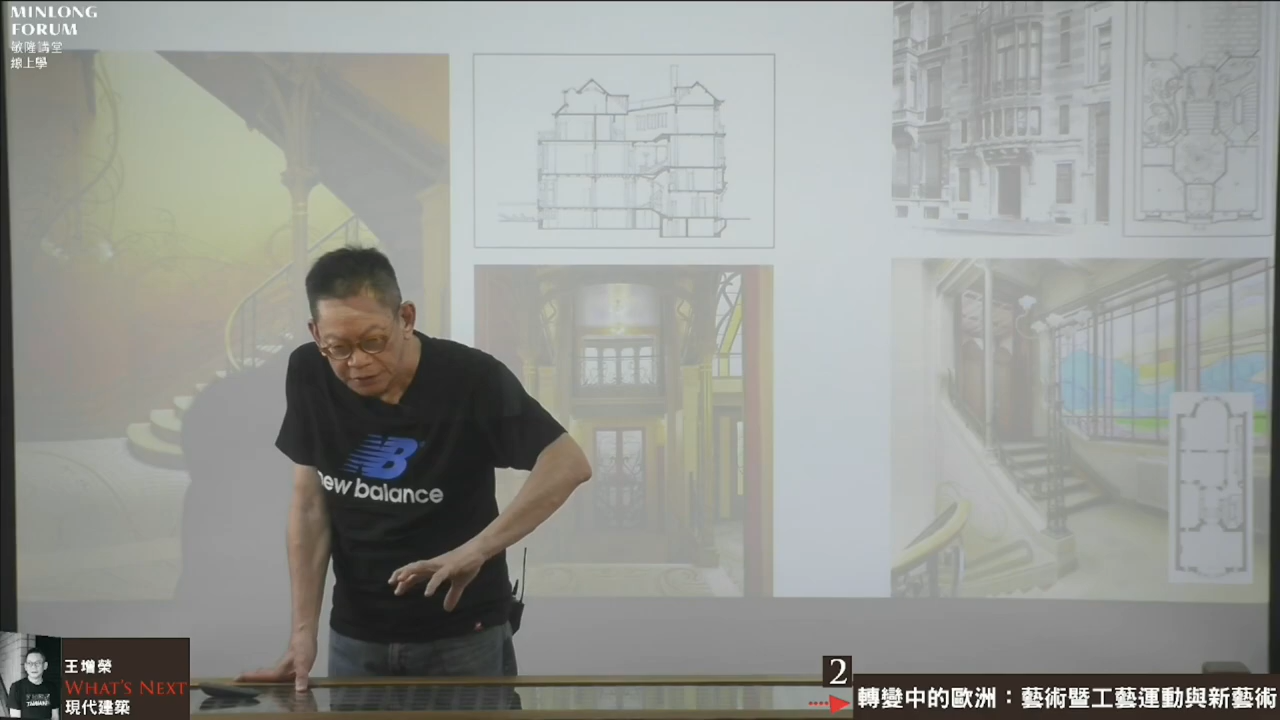 MINLONG
FORUM
敏隆講堂
線上學
new balance
王增榮
WHAT'S NEXT
現代建築
2
轉變中的歐洲：藝術暨工藝運動與新藝術